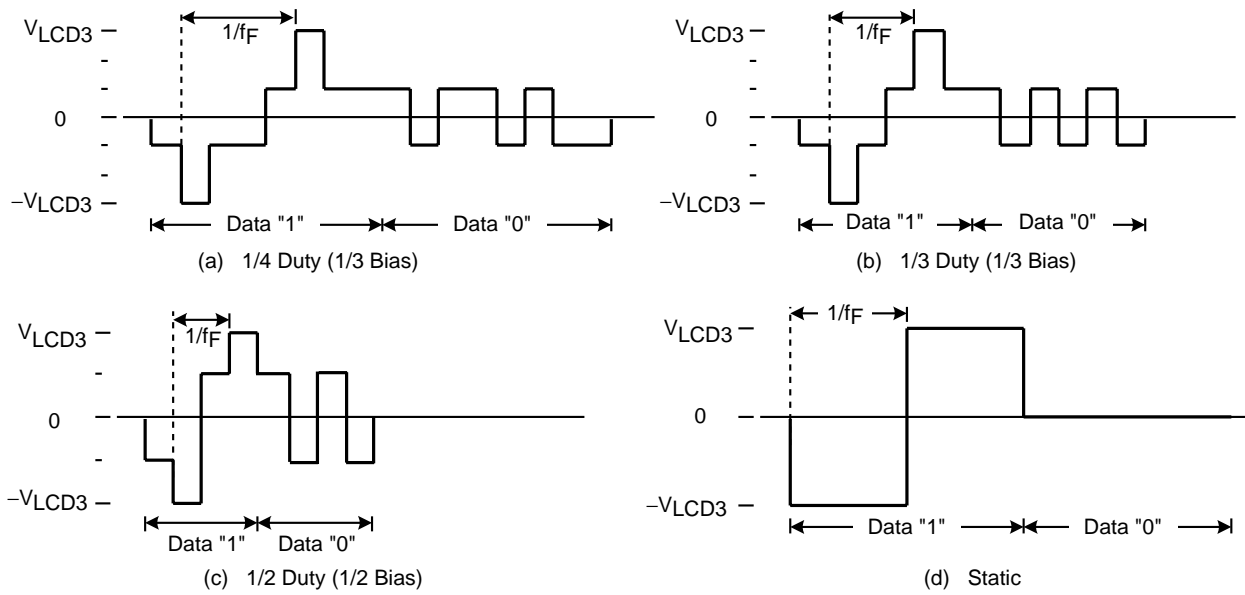 VLCD3
1/fF
0
−VLCD3
Data "1"
Data "0"
(a) 1/4 Duty (1/3 Bias)
VLCD3
1/fF
0
−VLCD3
Data "1"
Data "0"
(b) 1/3 Duty (1/3 Bias)
VLCD3
1/fF
0
−VLCD3
Data "1"
Data "0"
(c) 1/2 Duty (1/2 Bias)
VLCD3
1/fF
0
−VLCD3
Data "1"
Data "0"
(d) Static